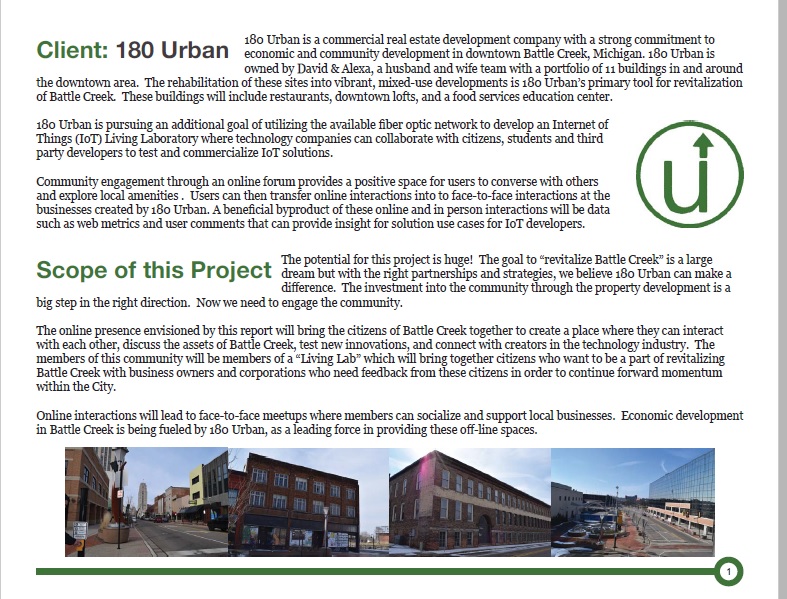 Client: 180 Urban
180 Urban is a commercial real estate development company with a strong commitment to
economic and community development in downtown Battle Creek, Michigan. 180 Urban is
owned by David & Alexa, a husband and wife team with a portfolio of 11 buildings in and around
the downtown area.  The rehabilitation of these sites into vibrant, mixed-use developments is 180 Urban's primary tool for revitalization
of Battle Creek.  These buildings will include restaurants, downtown lofts, and a food services education center.
180 Urban is pursuing an additional goal of utilizing the available fiber optic network to develop an Internet of
Things (IoT) Living Laboratory where technology companies can collaborate with citizens, students and third
party developers to test and commercialize IoT solutions.
u
Community engagement through an online forum provides a positive space for users to converse with others
and explore local amenities .  Users can then transfer online interactions into to face-to-face interactions at the
businesses created by 180 Urban. A beneficial byproduct of these online and in person interactions will be data
such as web metrics and user comments that can provide insight for solution use cases for IoT developers.
Scope of this Project
The potential for this project is huge!  The goal to "revitalize Battle Creek" is a large
dream but with the right partnerships and strategies, we believe 180 Urban can make a
difference.  The investment into the community through the property development is a
big step in the right direction.  Now we need to engage the community.
The online presence envisioned by this report will bring the citizens of Battle Creek together to create a place where they can interact
with each other, discuss the assets of Battle Creek, test new innovations, and connect with creators in the technology industry.  The
members of this community will be members of a "Living Lab" which will bring together citizens who want to be a part of revitalizing
Battle Creek with business owners and corporations who need feedback from these citizens in order to continue forward momentum
within the City.
Online interactions will lead to face-to-face meetups where members can socialize and support local businesses.  Economic development
in Battle Creek is being fueled by 180 Urban, as a leading force in providing these off-line spaces.
1